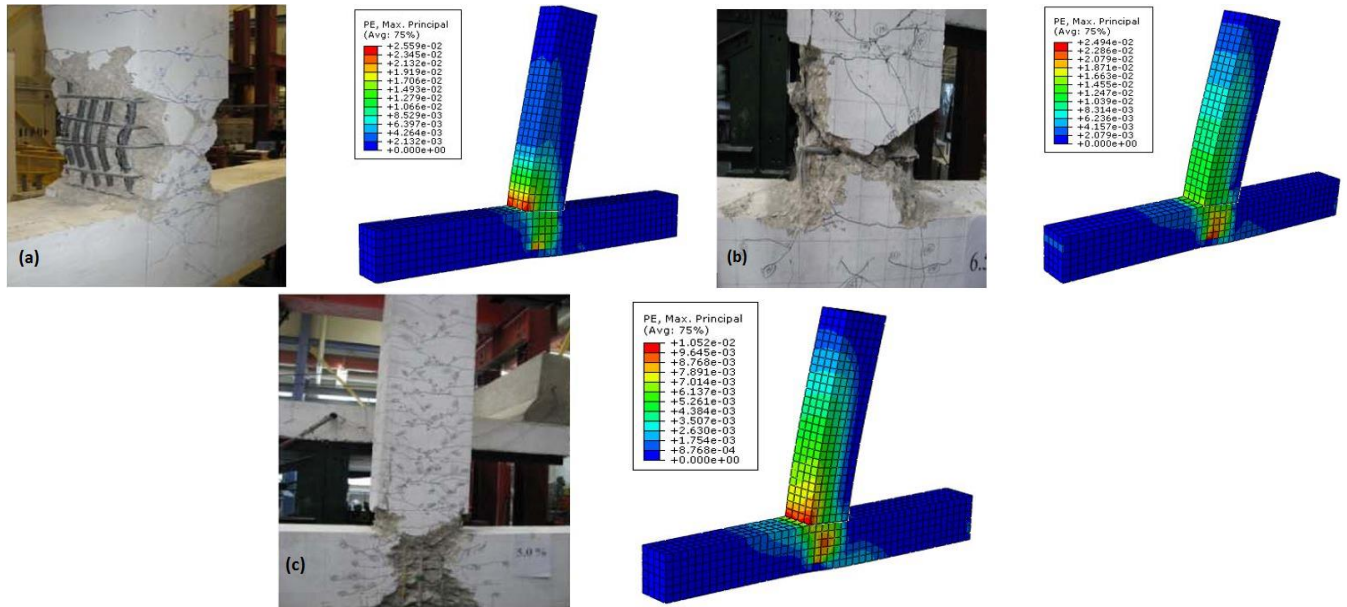 PE, Max. Principal
(Avg: 75%)
+2.559e-02
+2.345e-02
+2.132e-02
+1.919e-02
+1.706e-02
+1.493e-02
+1.279e-02
+1.066e-02
+8.529e-03
+6.397e-03
+4.264e-03
+2.132e-03
+0.000e+00
(a)
PE, Max. Principal
(Avg: 75%)
+2.494e-02
+2.286e-02
+2.079e-02
+1.871e-02
+1.663e-02
+1.455e-02
+1.247e-02
+1.039e-02
+8.314e-03
+6.236e-03
+4.157e-03
+2.079e-03
+0.000e+00
(b)
PE, Max. Principal
(Avg: 75%)
+1.052e-02
+9.645e-03
+8.768e-03
+7.891e-03
+7.014e-03
+6.137e-03
+5.261e-03
+4.384e-03
+3.507e-03
+2.630e-03
+1.754e-03
+8.768e-04
+0.000e+00
(c)